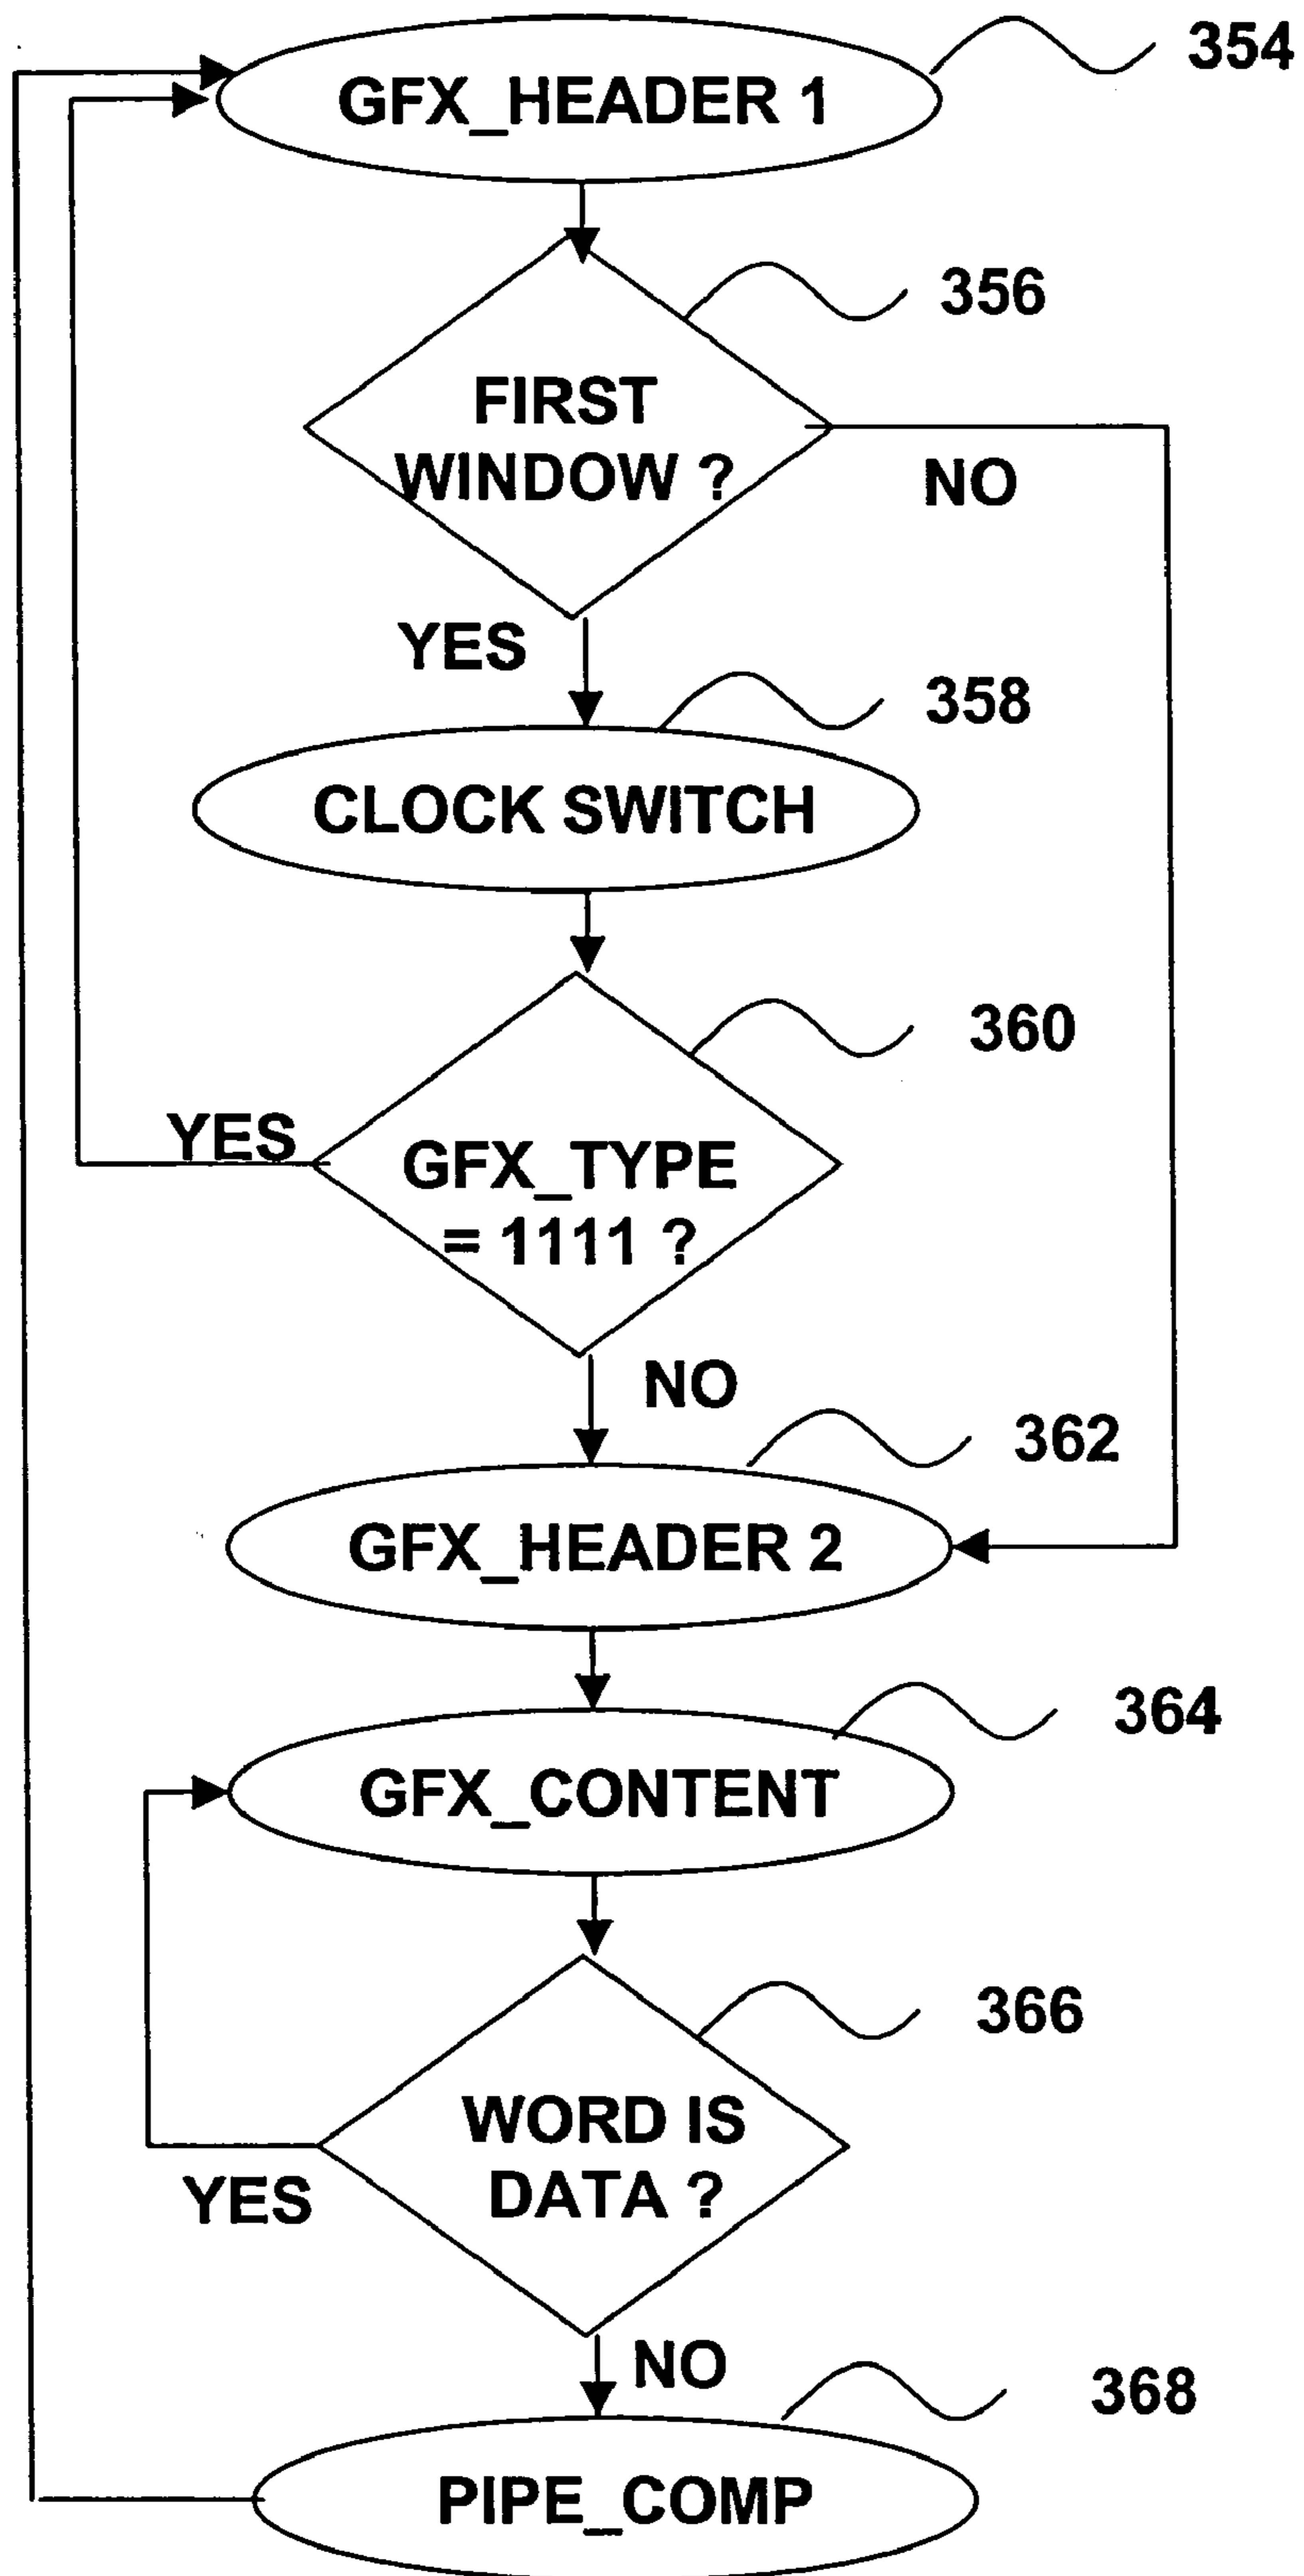 354
GFX_HEADER 1
356
FIRST
WINDOW ?
NO
YES
358
CLOCK SWITCH
360
YES
GFX_TYPE
= 1111 ?
NO
362
GFX_HEADER 2
364
GFX_CONTENT
366
WORD IS
DATA ?
YES
NO
368
PIPE_COMP